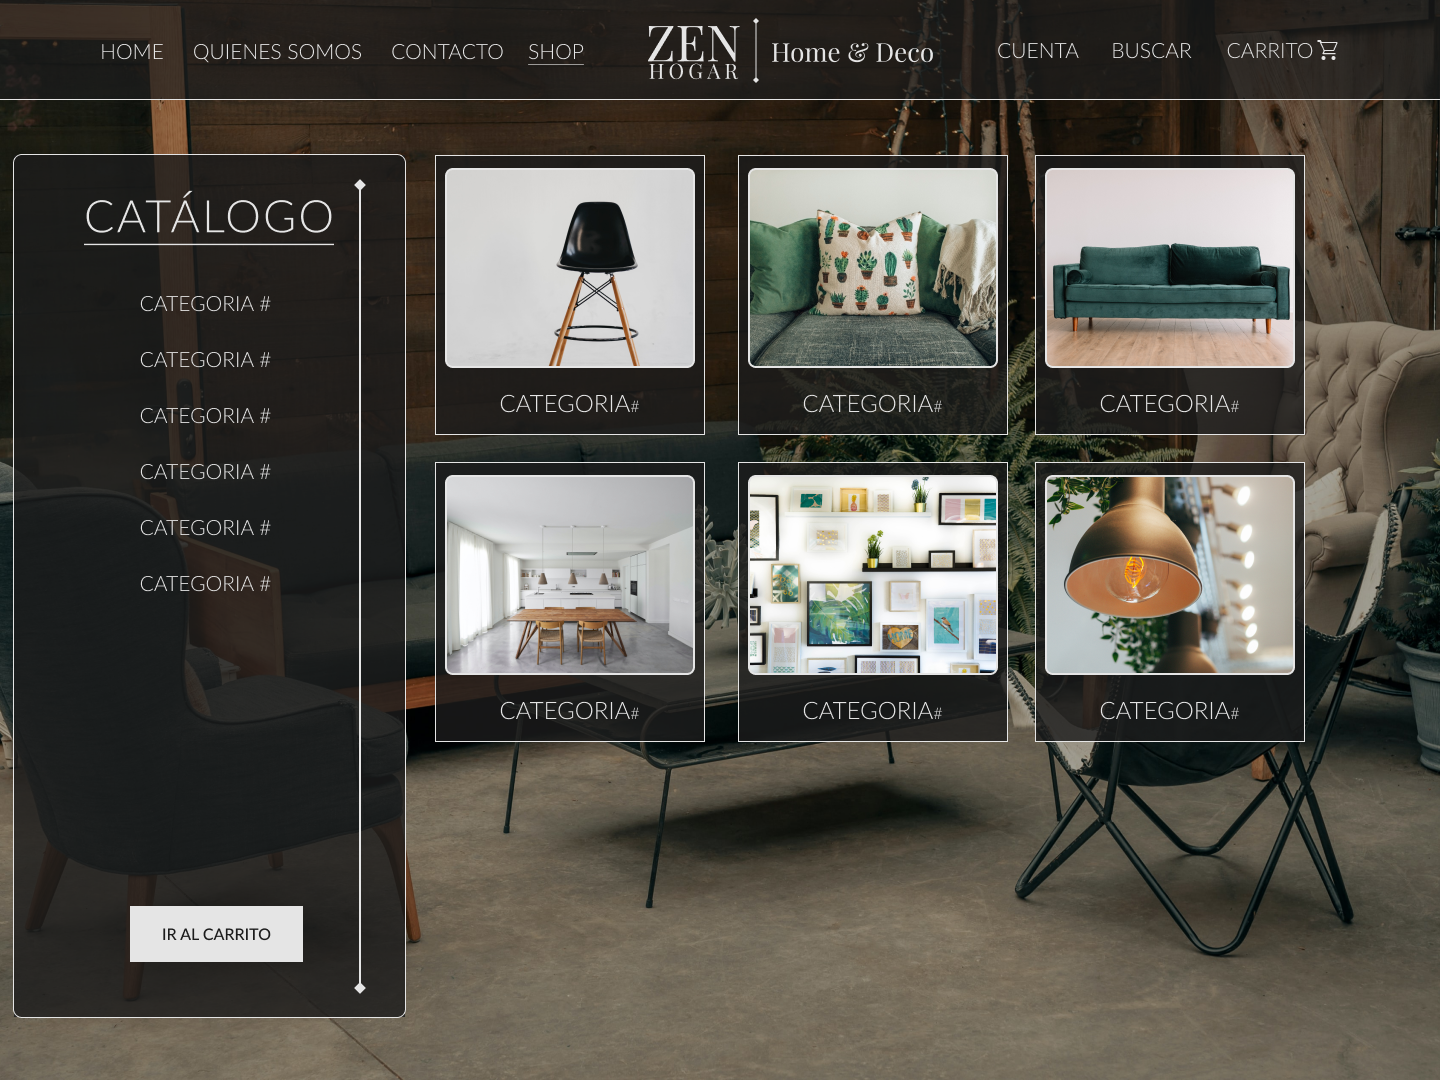 HOME QUIENES SOMOS CONTACTO SHOP
ZEN
HOGAR
Home & Deco
CUENTA BUSCAR CARRITO
CATÁLOGO
CATEGORIA #
CATEGORIA #
CATEGORIA #
CATEGORIA #
CATEGORIA #
CATEGORIA #
IR AL CARRITO
CATEGORIA#
CATEGORIA#
CATEGORIA#
CATEGORIA#
CATEGORIA#
CATEGORIA#